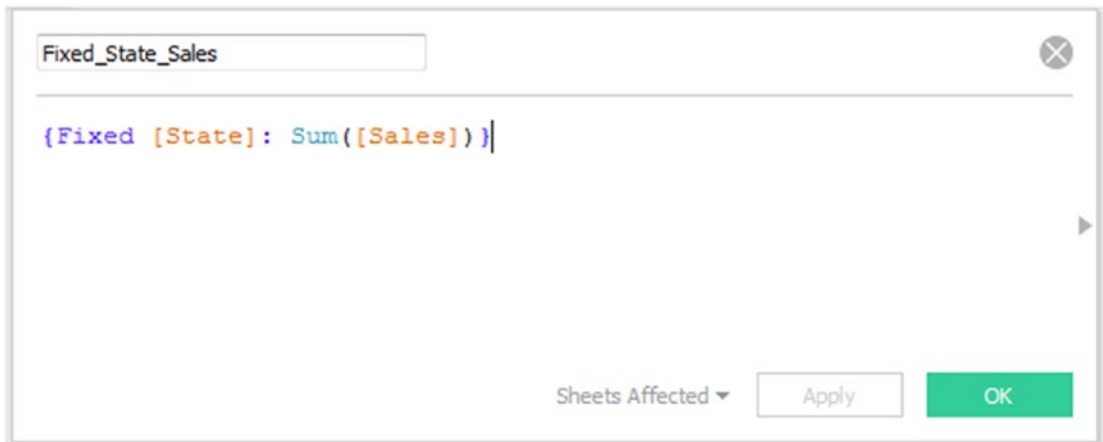 Fixed_State_Sales
{Fixed [State]: Sum([Sales])}
Sheets Affected Apply OK